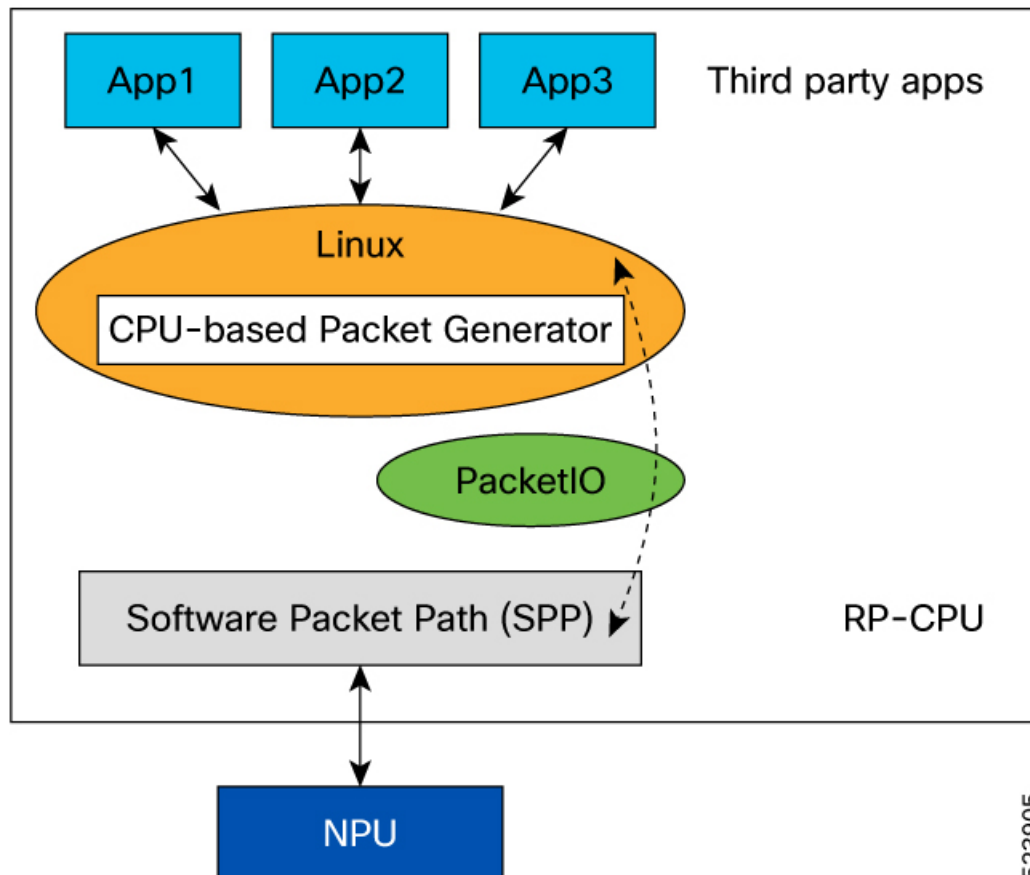 App1
App2
App3
Third party apps
Linux
CPU-based Packet Generator
PacketIO
Software Packet Path (SPP)
RP-CPU
NPU